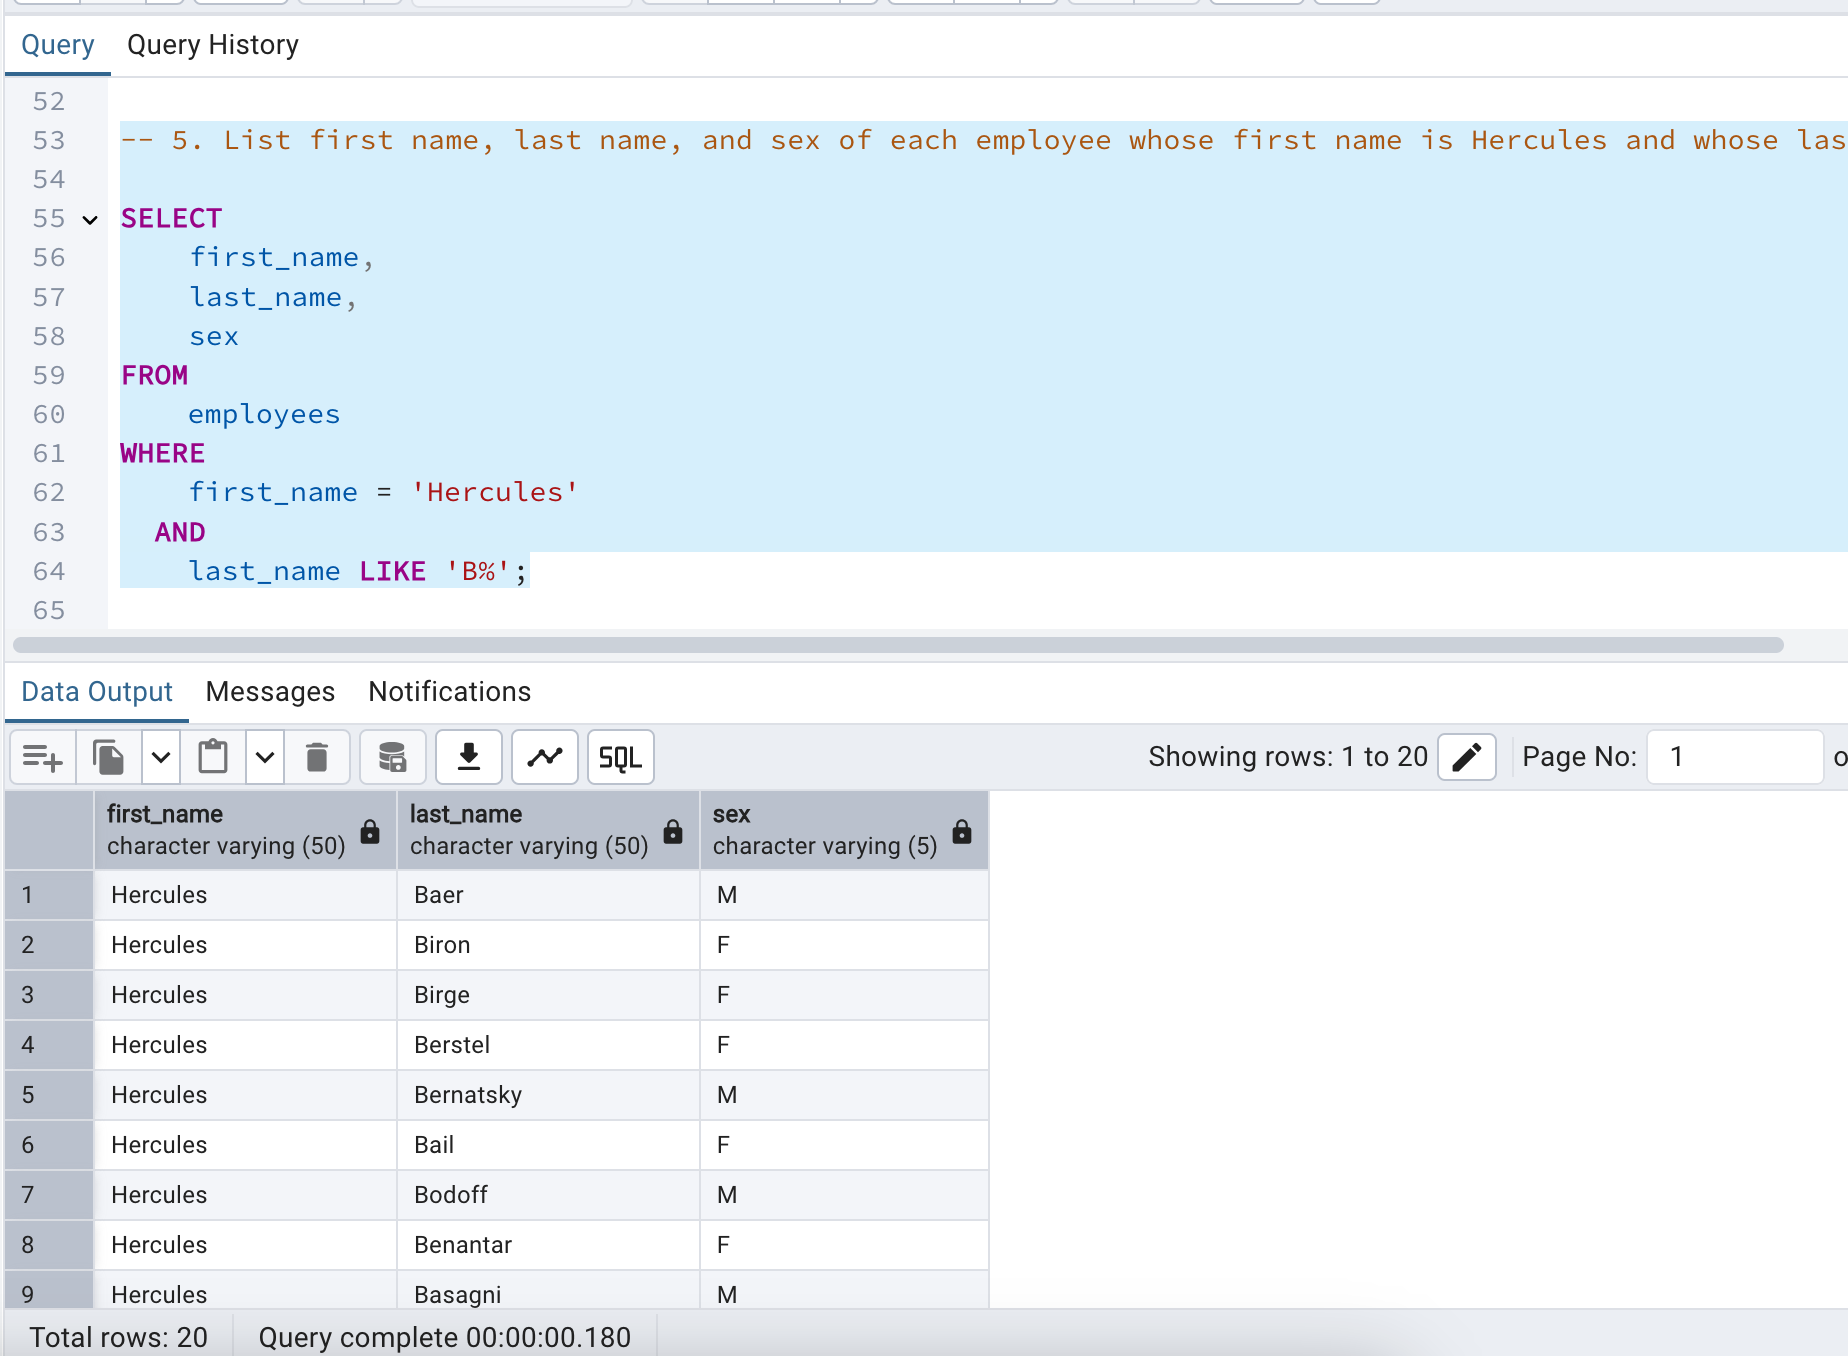 Query Query History
52
53 -- 5. List first name, last name, and sex of each employee whose first name is Hercules and whose las
54
55 SELECT
56 first_name,
57 last_name,
58 sex
59 FROM
60 employees
61 WHERE
62 first_name = 'Hercules'
63 AND
64 last_name LIKE 'B%';
65
Data Output Messages Notifications
SQL Showing rows: 1 to 20 Page No: 1 o
first_name last_name sex
character varying (50) character varying (50) character varying (5)
1 Hercules Baer M
2 Hercules Biron F
3 Hercules Birge F
4 Hercules Berstel F
5 Hercules Bernatsky M
6 Hercules Bail F
7 Hercules Bodoff M
8 Hercules Benantar F
9 Hercules Basagni M
Total rows: 20 Query complete 00:00:00.180